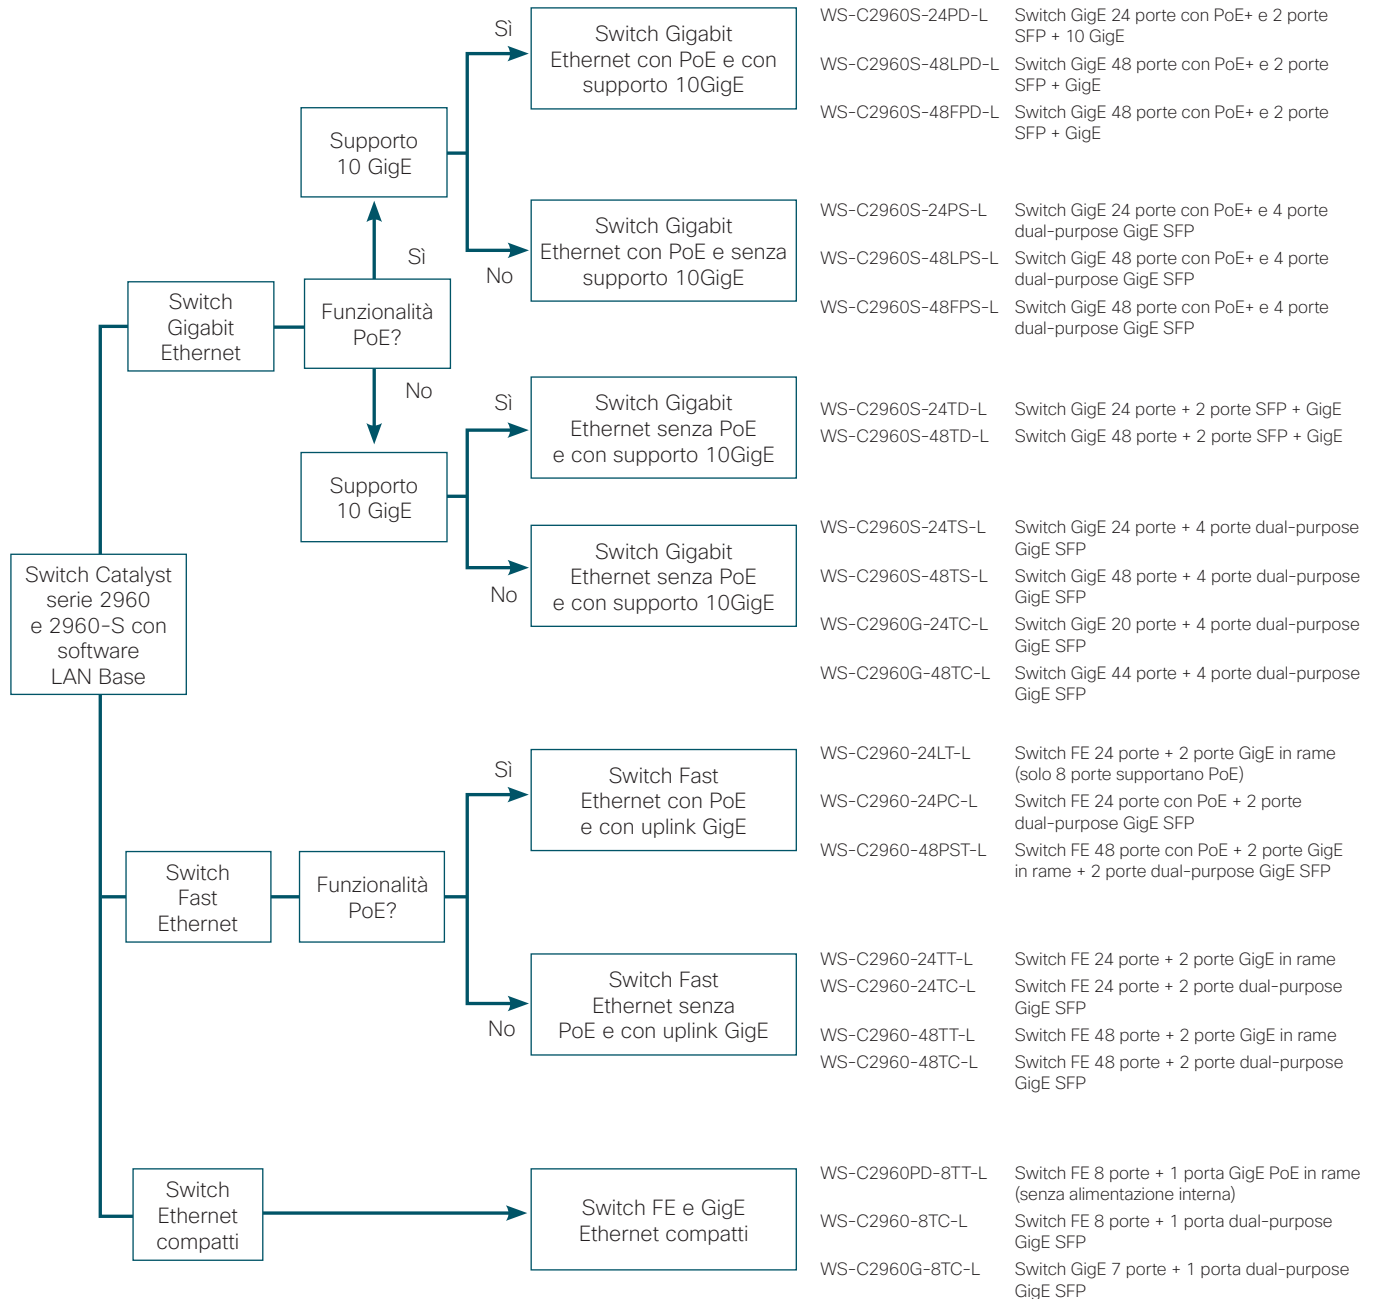 Switch Catalyst
serie 2960
e 2960-S con
software
LAN Base
Switch
Gigabit
Ethernet
Funzionalità
PoE?
Sì
No
Supporto
10 GigE
Sì
No
Switch Gigabit
Ethernet con PoE e con
supporto 10GigE
WS-C2960S-24PD-L Switch GigE 24 porte con PoE+ e 2 porte
SFP + 10 GigE
WS-C2960S-48LPD-L Switch GigE 48 porte con PoE+ e 2 porte
SFP + GigE
WS-C2960S-48FPD-L Switch GigE 48 porte con PoE+ e 2 porte
SFP + GigE
Switch Gigabit
Ethernet con PoE e senza
supporto 10GigE
WS-C2960S-24PS-L Switch GigE 24 porte con PoE+ e 4 porte
dual-purpose GigE SFP
WS-C2960S-48LPS-L Switch GigE 48 porte con PoE+ e 4 porte
dual-purpose GigE SFP
WS-C2960S-48FPS-L Switch GigE 48 porte con PoE+ e 4 porte
dual-purpose GigE SFP
Supporto
10 GigE
Sì
No
Switch Gigabit
Ethernet senza PoE
e con supporto 10GigE
WS-C2960S-24TD-L Switch GigE 24 porte + 2 porte SFP + GigE
WS-C2960S-48TD-L Switch GigE 48 porte + 2 porte SFP + GigE
Switch Gigabit
Ethernet senza PoE
e con supporto 10GigE
WS-C2960S-24TS-L Switch GigE 24 porte + 4 porte dual-purpose
GigE SFP
WS-C2960S-48TS-L Switch GigE 48 porte + 4 porte dual-purpose
GigE SFP
WS-C2960G-24TC-L Switch GigE 20 porte + 4 porte dual-purpose
GigE SFP
WS-C2960G-48TC-L Switch GigE 44 porte + 4 porte dual-purpose
GigE SFP
Switch
Fast
Ethernet
Funzionalità
PoE?
Sì
No
Switch Fast
Ethernet con PoE
e con uplink GigE
WS-C2960-24LT-L Switch FE 24 porte + 2 porte GigE in rame
(solo 8 porte supportano PoE)
WS-C2960-24PC-L Switch FE 24 porte con PoE + 2 porte
dual-purpose GigE SFP
WS-C2960-48PST-L Switch FE 48 porte con PoE + 2 porte GigE
in rame + 2 porte dual-purpose GigE SFP
Switch Fast
Ethernet senza
PoE e con uplink GigE
WS-C2960-24TT-L Switch FE 24 porte + 2 porte GigE in rame
WS-C2960-24TC-L Switch FE 24 porte + 2 porte dual-purpose
GigE SFP
WS-C2960-48TT-L Switch FE 48 porte + 2 porte GigE in rame
WS-C2960-48TC-L Switch FE 48 porte + 2 porte dual-purpose
GigE SFP
Switch
Ethernet
compatti
Switch FE e GigE
Ethernet compatti
WS-C2960PD-8TT-L Switch FE 8 porte + 1 porta GigE PoE in rame
(senza alimentazione interna)
WS-C2960-8TC-L Switch FE 8 porte + 1 porta dual-purpose
GigE SFP
WS-C2960G-8TC-L Switch GigE 7 porte + 1 porta dual-purpose
GigE SFP